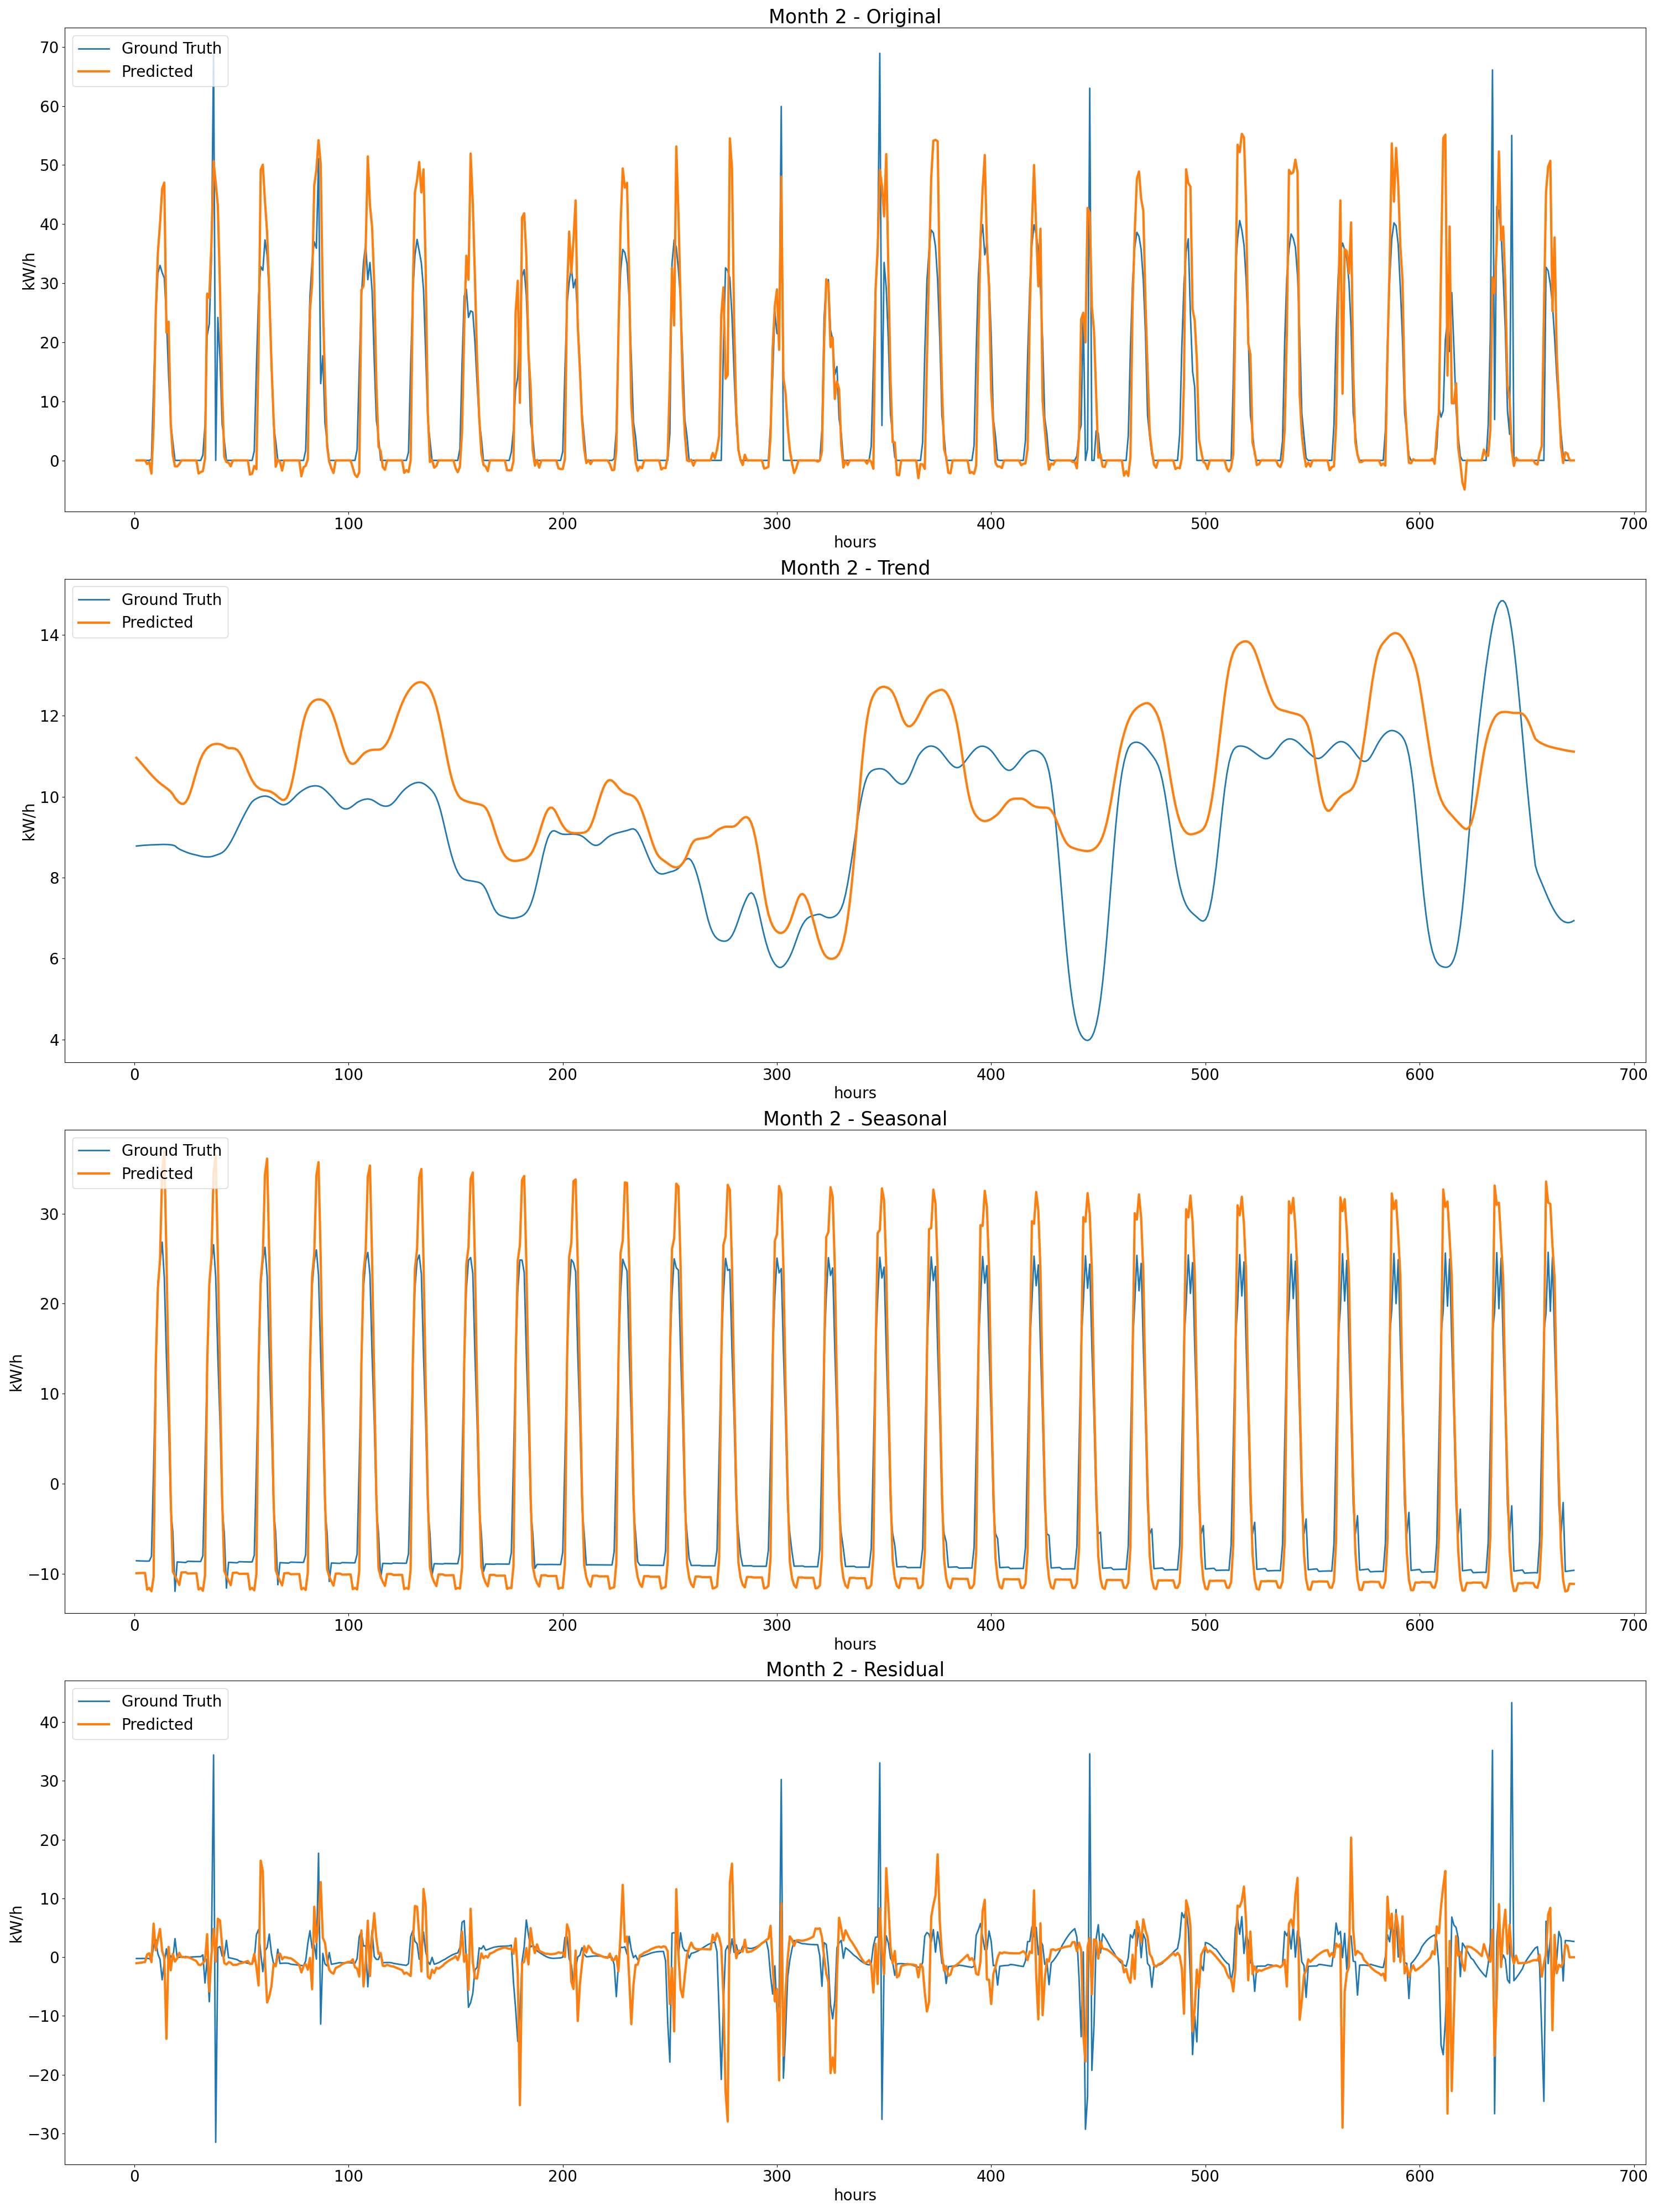 Month 2 - Original
Ground Truth
Predicted
70
60
50
40
30
20
10
0
kW/h
0 100 200 300 400 500 600 700
hours
Month 2 - Trend
Ground Truth
Predicted
14
12
10
8
6
4
kW/h
0 100 200 300 400 500 600 700
hours
Month 2 - Seasonal
Ground Truth
Predicted
30
20
10
0
−10
kW/h
0 100 200 300 400 500 600 700
hours
Month 2 - Residual
Ground Truth
Predicted
40
30
20
10
0
−10
−20
−30
kW/h
0 100 200 300 400 500 600 700
hours